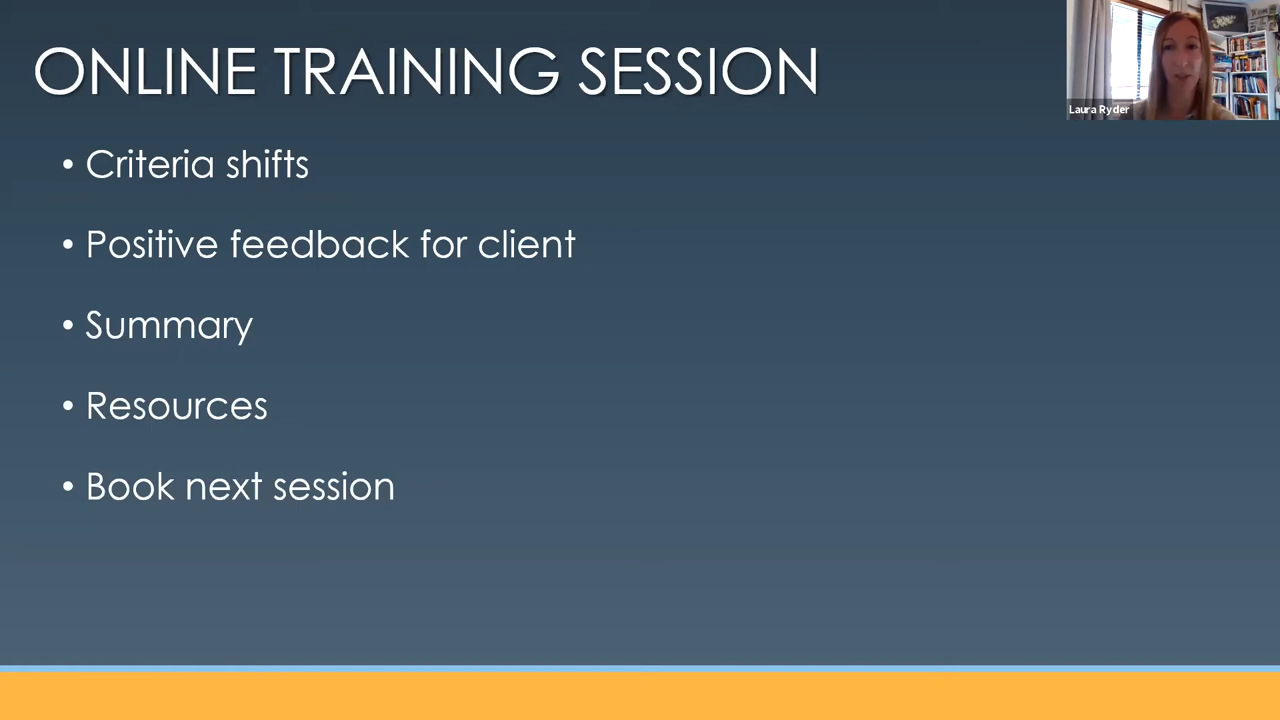 ONLINE TRAINING SESSION
Laura Ryder
• Criteria shifts
• Positive feedback for client
• Summary
• Resources
• Book next session